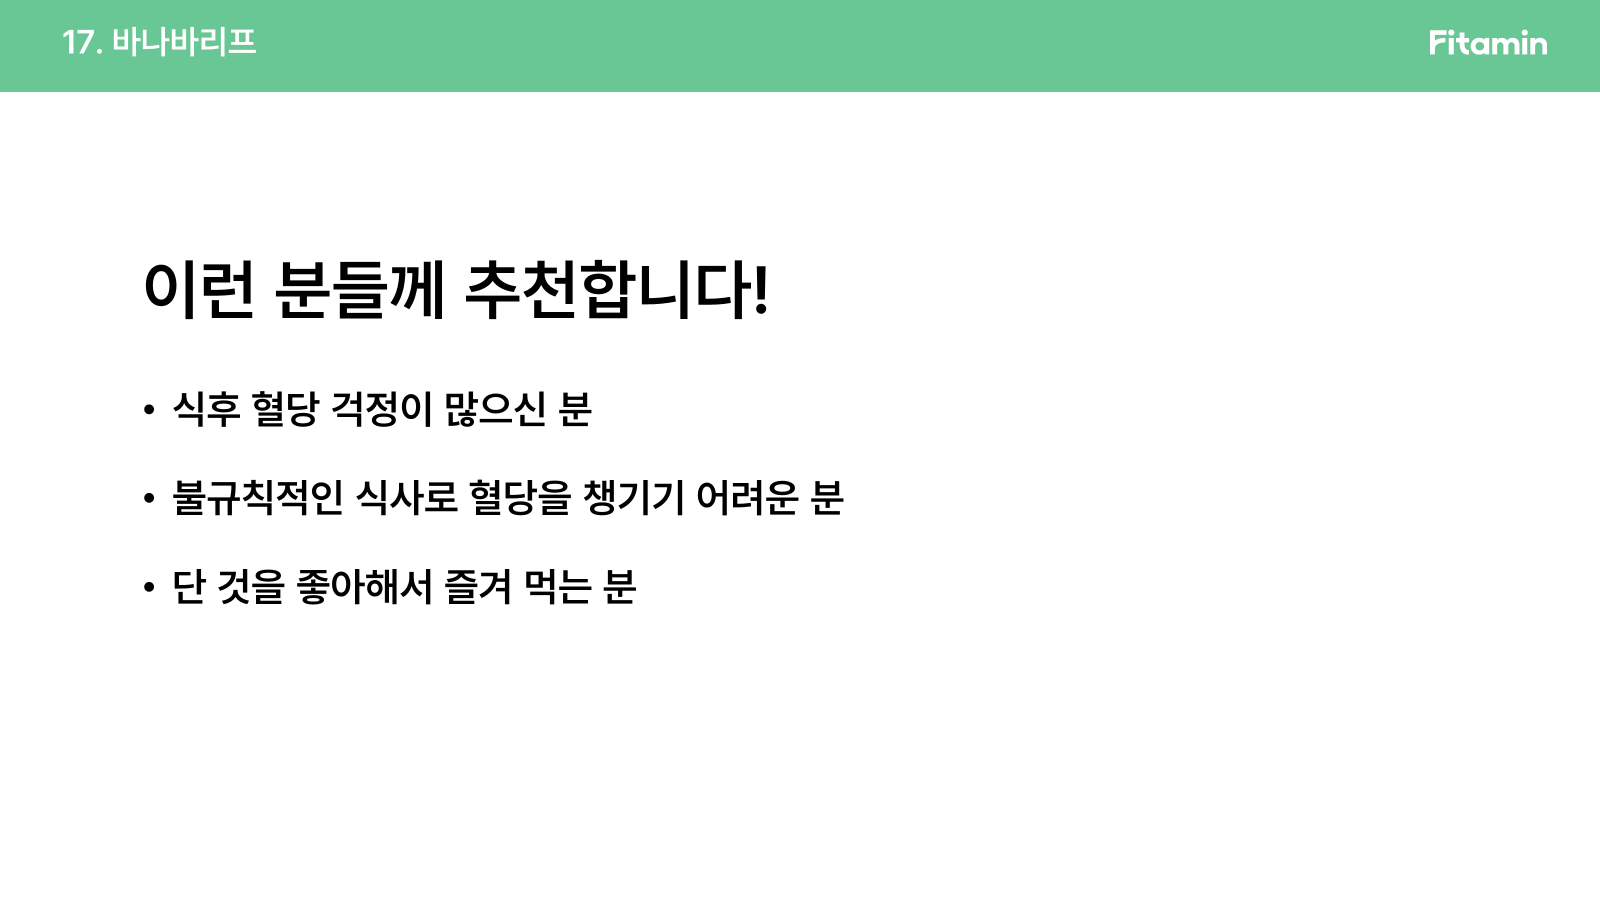 17. 바나바리프
Fitamin
이런 분들께 추천합니다!
• 식후 혈당 걱정이 많으신 분
• 불규칙적인 식사로 혈당을 챙기기 어려운 분
• 단 것을 좋아해서 즐겨 먹는 분